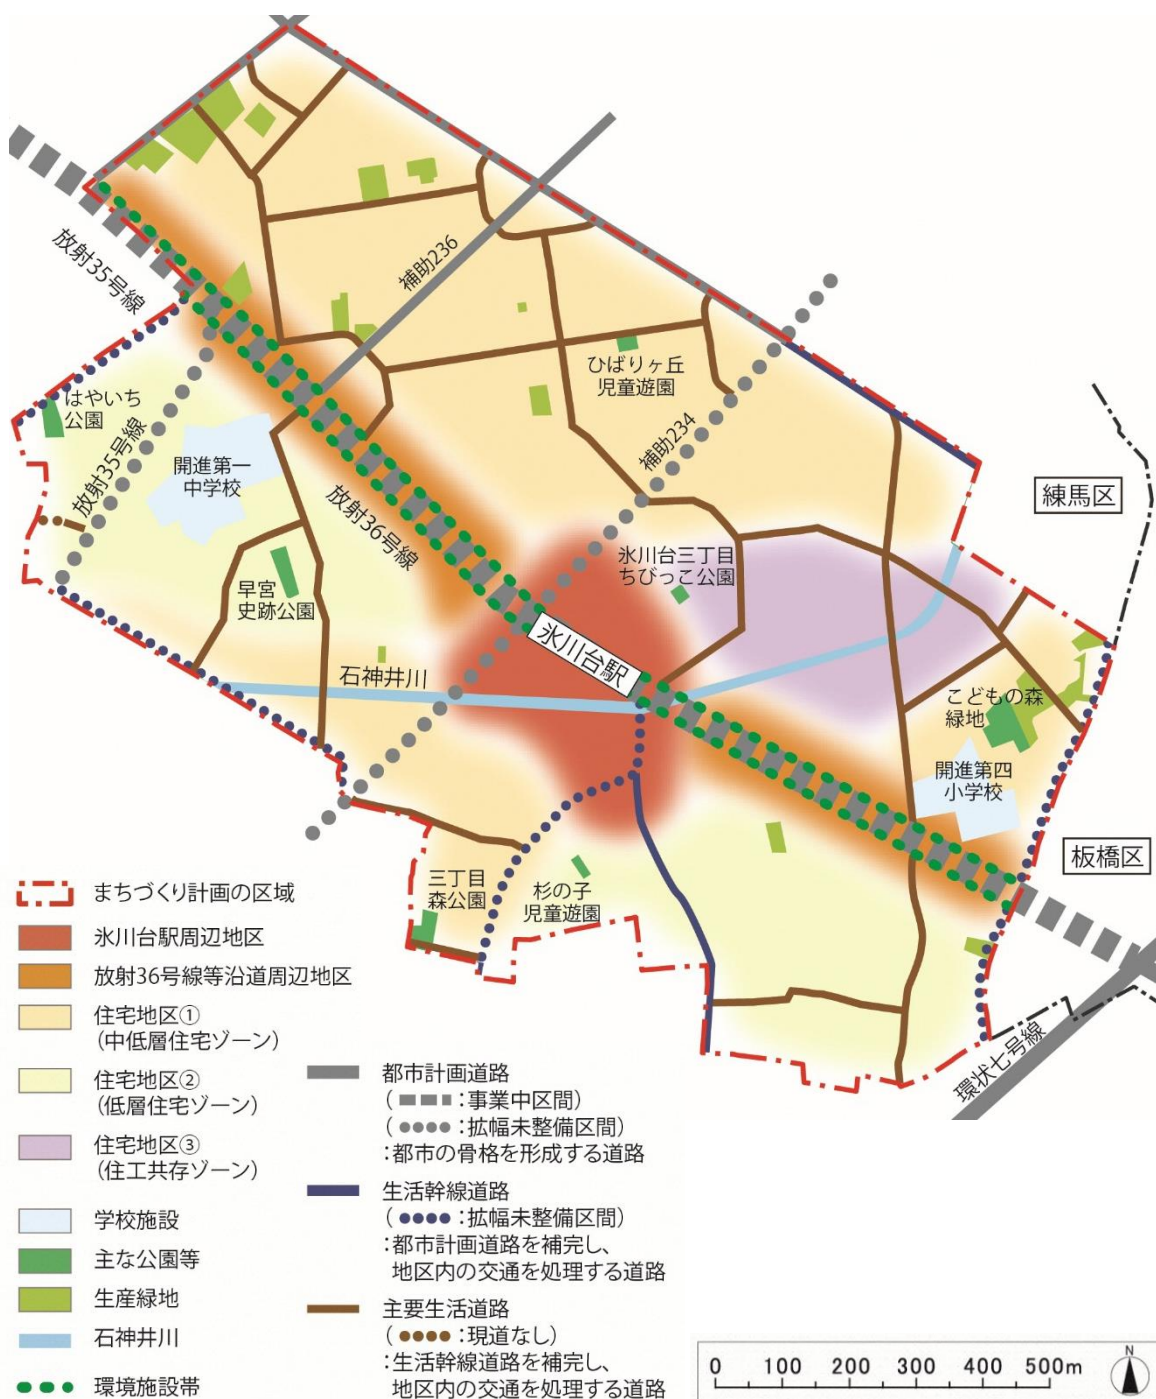 補助236
放射35号線
ひばりヶ丘
児童遊園
はやいち
公園
補助234
放射35号線
開進第一
中学校
練馬区
放射36号線
氷川台三丁目
ちびっこ公園
早宮
史跡公園
氷川台駅
石神井川
こどもの森
緑地
開進第四
小学校
板橋区
三丁目
森公園
杉の子
児童遊園
環状七号線
まちづくり計画の区域
氷川台駅周辺地区
放射36号線等沿道周辺地区
住宅地区①
(中低層住宅ゾーン)
住宅地区②
(低層住宅ゾーン)
住宅地区③
(住工共存ゾーン)
学校施設
主な公園等
生産緑地
石神井川
環境施設帯
都市計画道路
( :事業中区間)
( :拡幅未整備区間)
:都市の骨格を形成する道路
生活幹線道路
( :拡幅未整備区間)
:都市計画道路を補完し、
地区内の交通を処理する道路
主要生活道路
( :現道なし)
:生活幹線道路を補完し、
地区内の交通を処理する道路
0 100 200 300 400 500m
N